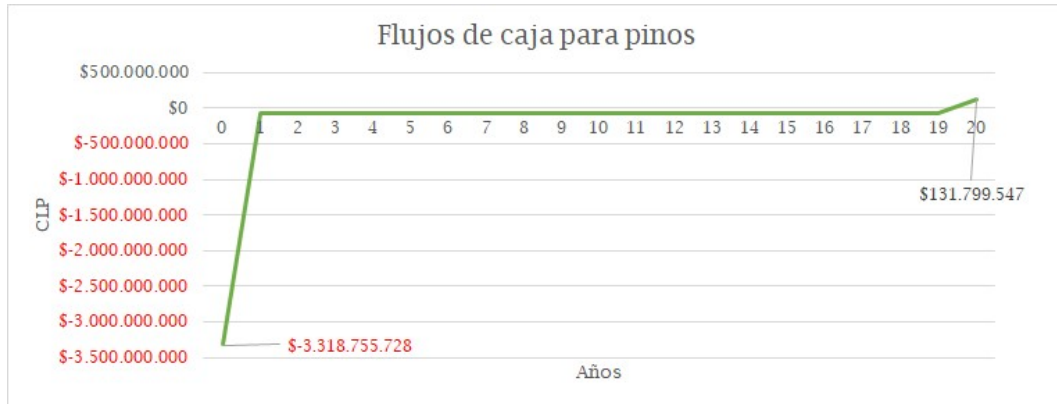 Flujos de caja para pinos
$500.000.000
$0
0 1 2 3 4 5 6 7 8 9 10 11 12 13 14 15 16 17 18 19 20
$-500.000.000
$-1.000.000.000
$131.799.547
CLP
$-1.500.000.000
$-2.000.000.000
$-2.500.000.000
$-3.000.000.000
$-3.318.755.728
$-3.500.000.000
Años